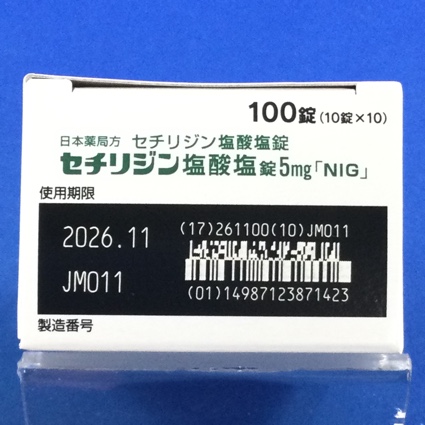 100錠(10錠×10)
日本薬局方 セチリジン塩酸塩錠
セチリジン塩酸塩錠5mg「NIG」
使用期限
2026.11 (17)261100(10)JM011
JM011 (01)14987123871423
製造番号